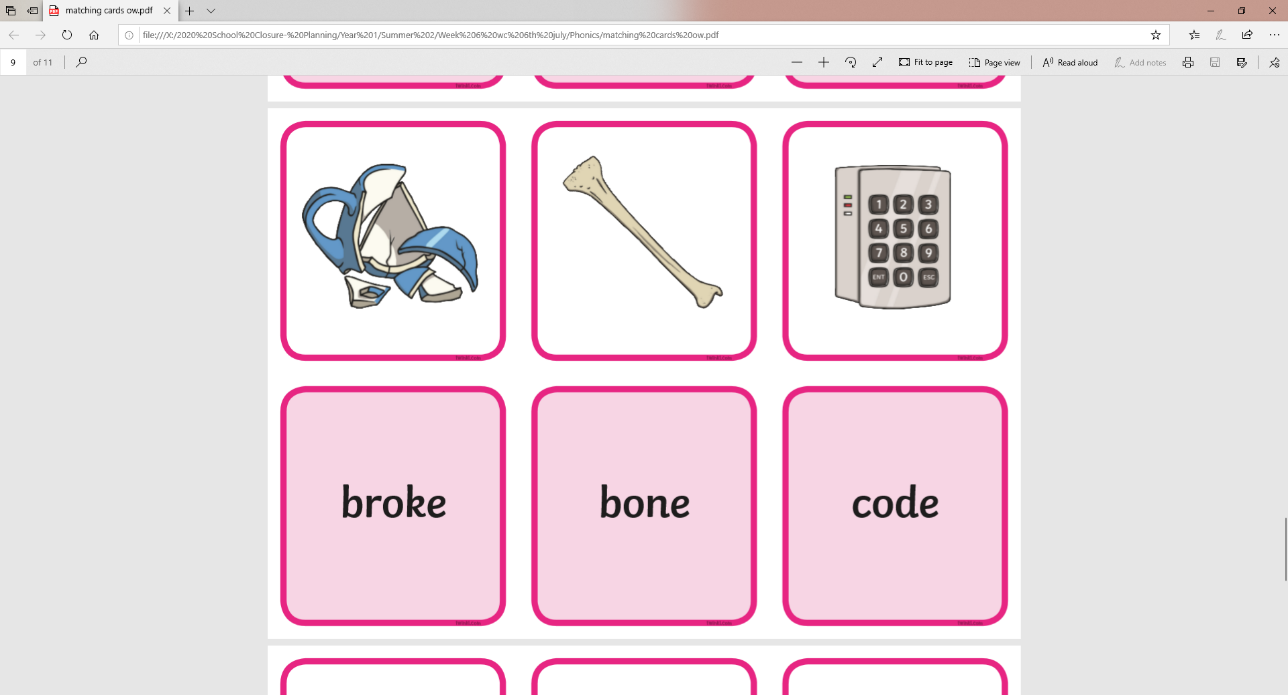 matching cards ow.pdf
file:///X:/2020%20School%20Closure-%20Planning/Year%201/Summer%202/Week%206%20wc%206th%20july/Phonics/matching%20cards%20ow.pdf
9 of 11 Fit to page Page view Read aloud Add notes
1 2 3
4 5 6
7 8 9
ENT 0 ESC
broke bone code